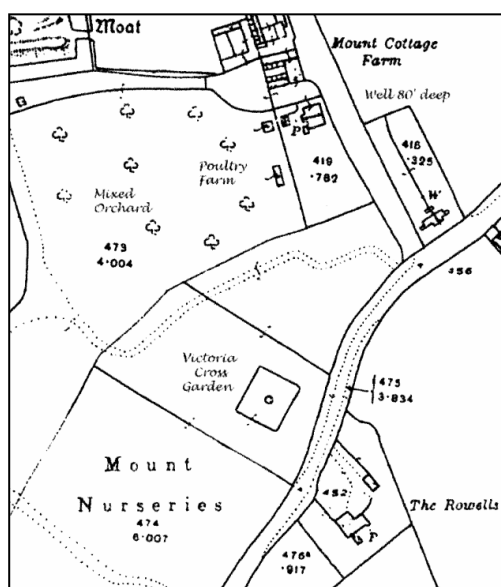 Moat
Mount Cottage
Farm
Well 80' deep
P
Poultry
Farm
419
.782
416
.325
W
Mixed
Orchard
473
4.004
456
Victoria
Cross
Garden
475
3.834
Mount
Nurseries
474
6.007
452
The Rowells
P
476a
.917